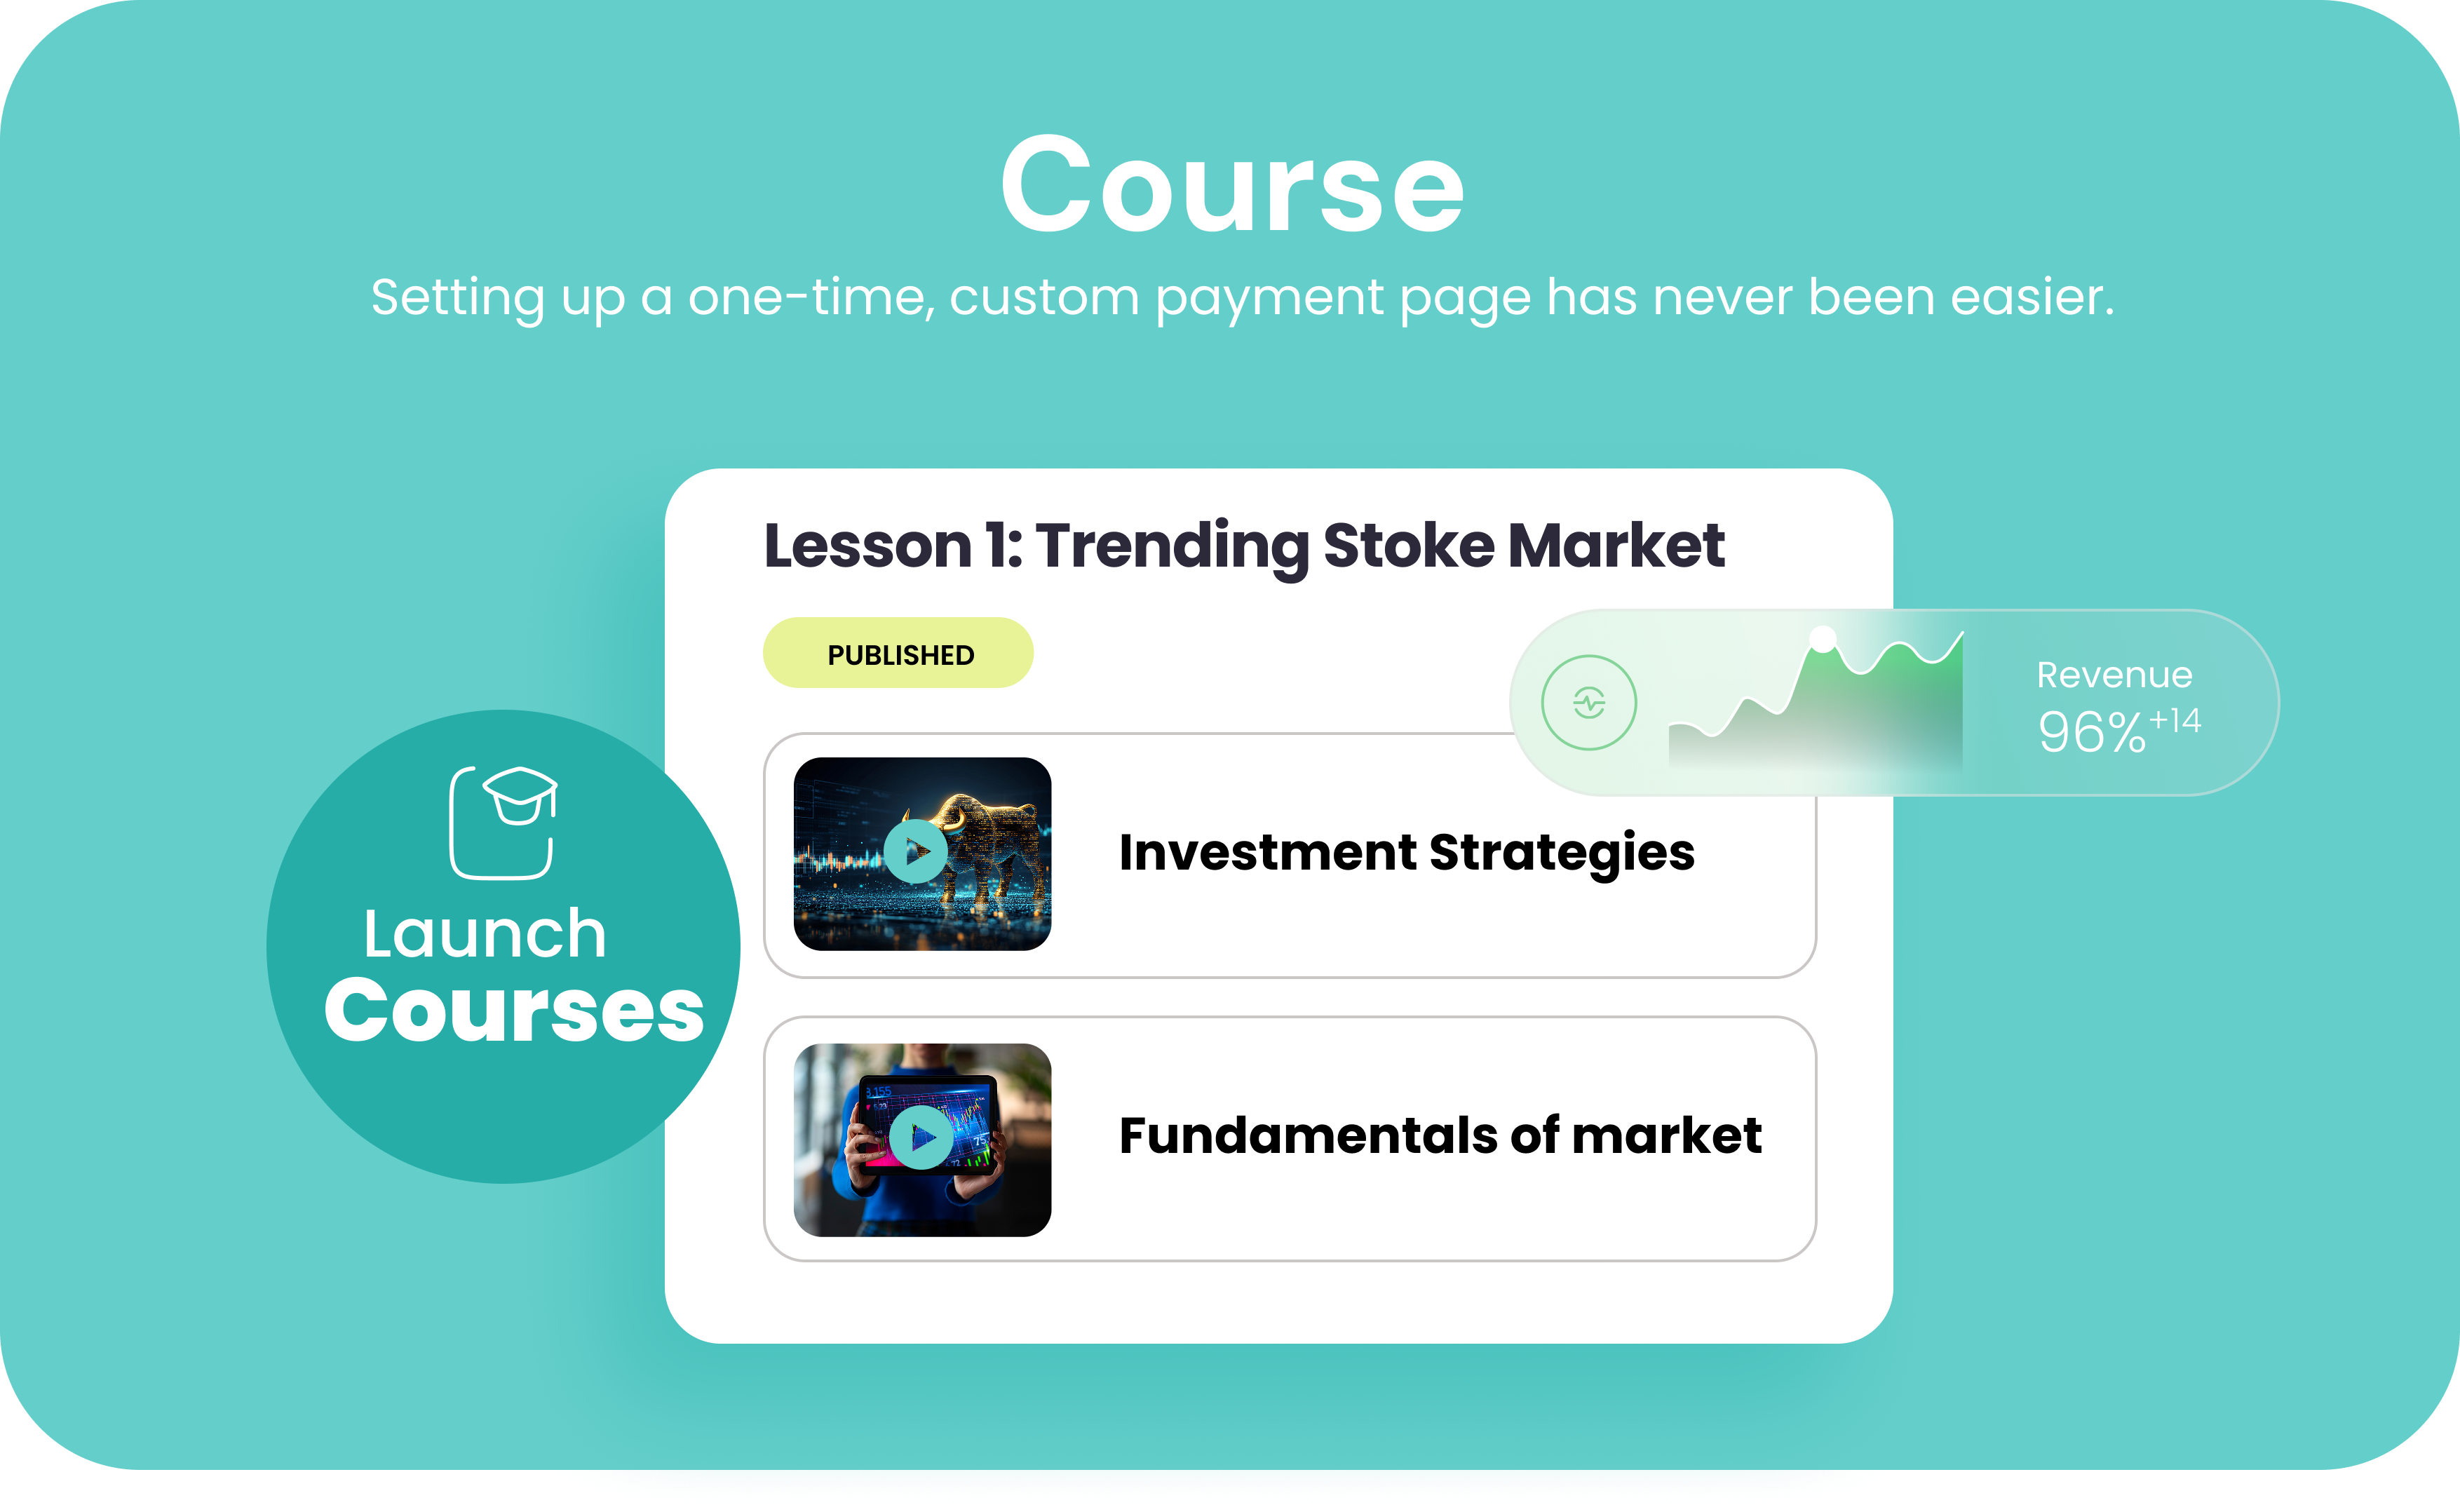 Course
Setting up a one-time, custom payment page has never been easier.
Lesson 1: Trending Stoke Market
PUBLISHED
Revenue
96% +14
Investment Strategies
Launch
Courses
Fundamentals of market
75